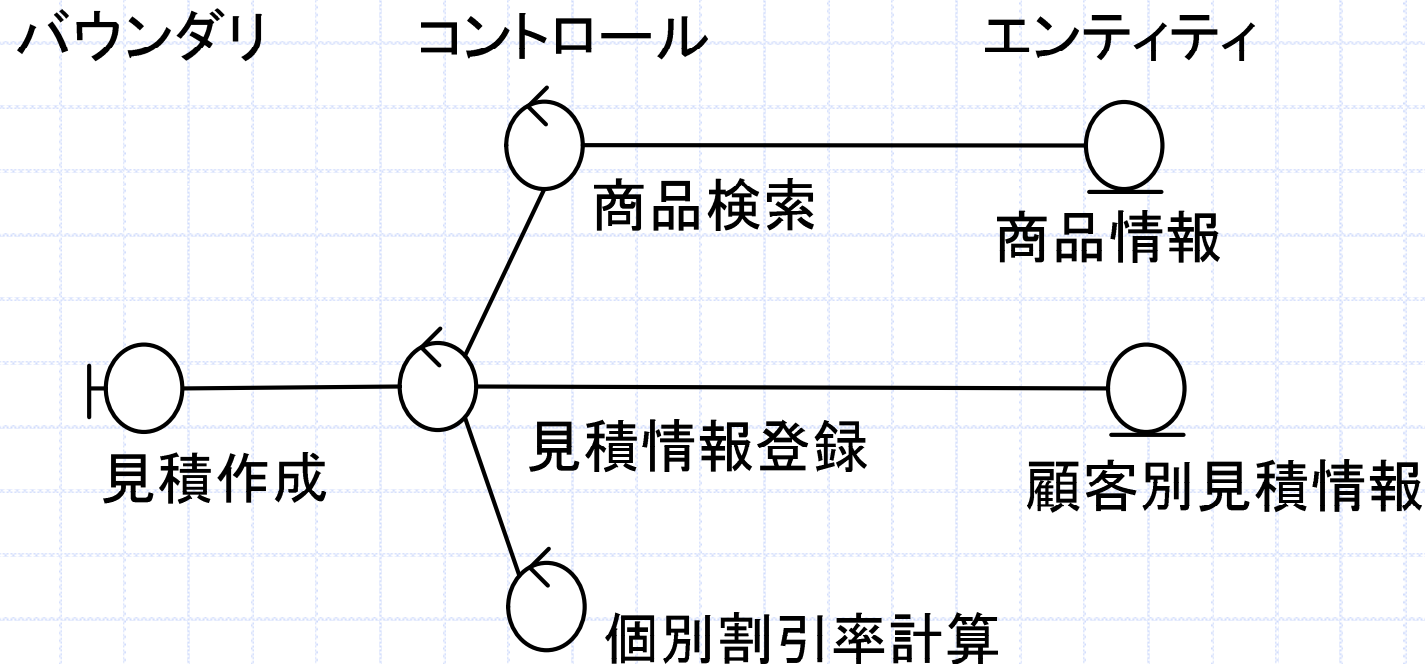 バウンダリ
コントロール
エンティティ
商品検索
商品情報
見積作成
見積情報登録
顧客別見積情報
個別割引率計算